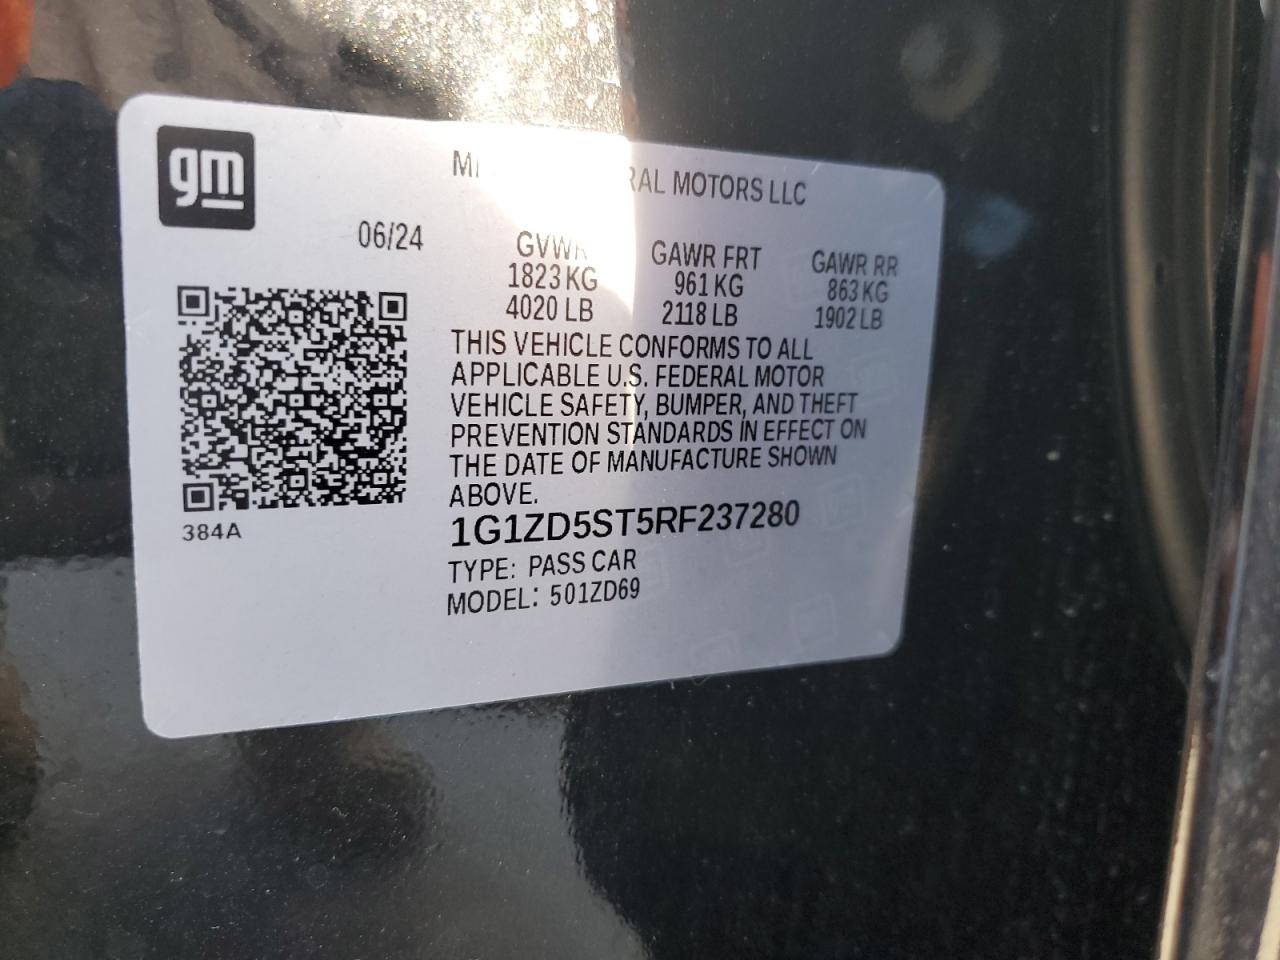 gm
RAL MOTORS LLC
06/24
GVWR GAWR FRT GAWR RR
1823 KG 961 KG 863 KG
4020 LB 2118 LB 1902 LB
THIS VEHICLE CONFORMS TO ALL
APPLICABLE U.S. FEDERAL MOTOR
VEHICLE SAFETY, BUMPER, AND THEFT
PREVENTION STANDARDS IN EFFECT ON
THE DATE OF MANUFACTURE SHOWN
ABOVE.
384A
1G1ZD5ST5RF237280
TYPE: PASS CAR
MODEL: 501ZD69